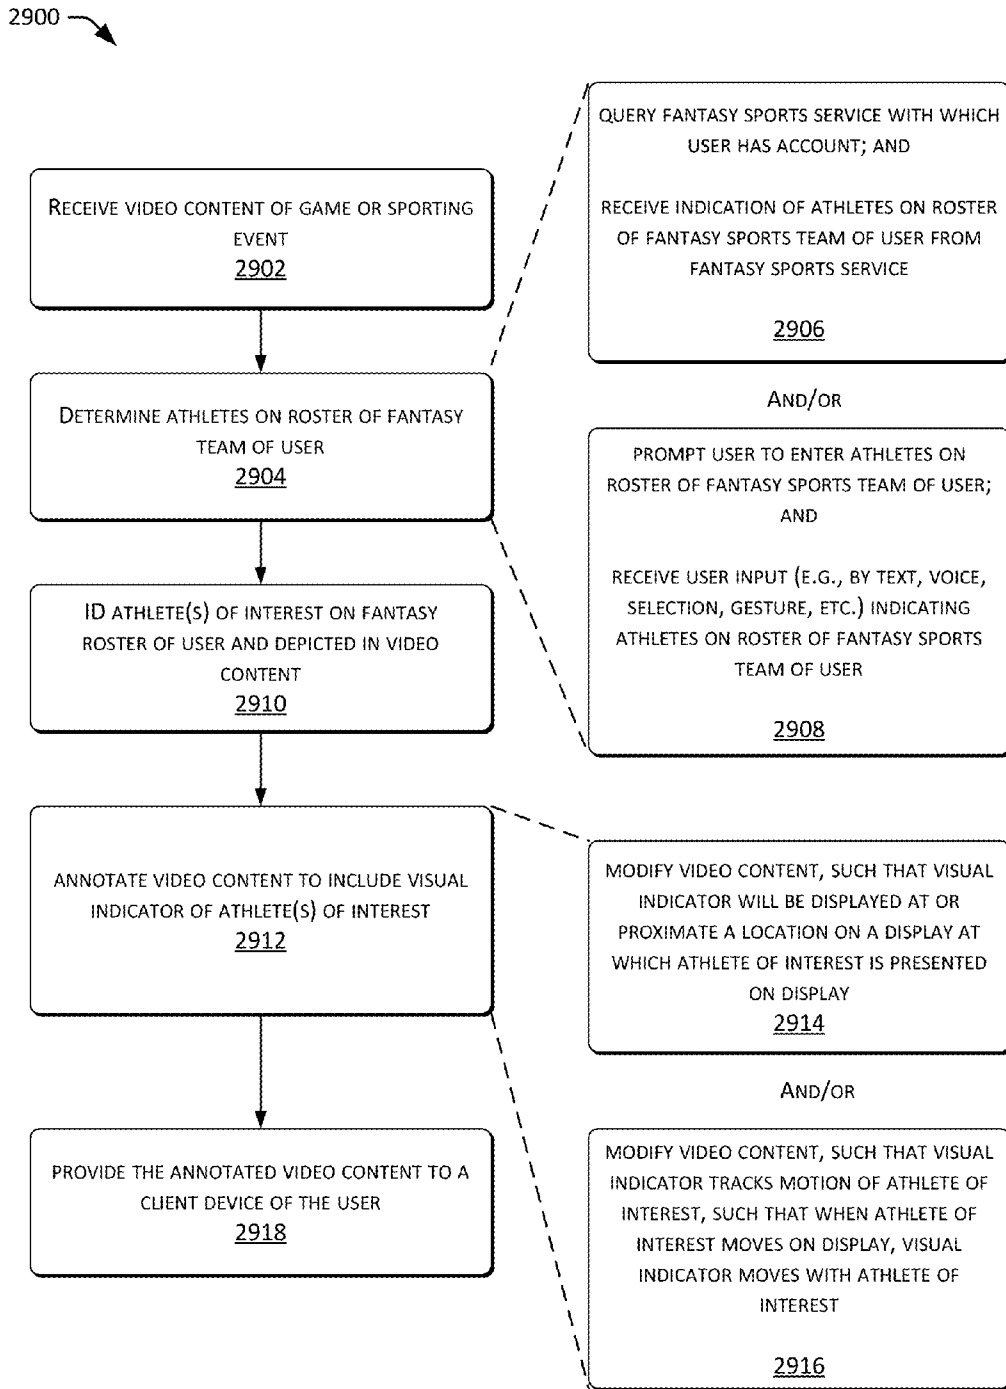 2900
RECEIVE VIDEO CONTENT OF GAME OR SPORTING
EVENT
2902
DETERMINE ATHLETES ON ROSTER OF FANTASY
TEAM OF USER
2904
QUERY FANTASY SPORTS SERVICE WITH WHICH
USER HAS ACCOUNT; AND
RECEIVE INDICATION OF ATHLETES ON ROSTER
OF FANTASY SPORTS TEAM OF USER FROM
FANTASY SPORTS SERVICE
2906
AND/OR
PROMPT USER TO ENTER ATHLETES ON
ROSTER OF FANTASY SPORTS TEAM OF USER;
AND
RECEIVE USER INPUT (E.G., BY TEXT, VOICE,
SELECTION, GESTURE, ETC.) INDICATING
ATHLETES ON ROSTER OF FANTASY SPORTS
TEAM OF USER
2908
ID ATHLETE(S) OF INTEREST ON FANTASY
ROSTER OF USER AND DEPICTED IN VIDEO
CONTENT
2910
ANNOTATE VIDEO CONTENT TO INCLUDE VISUAL
INDICATOR OF ATHLETE(S) OF INTEREST
2912
MODIFY VIDEO CONTENT, SUCH THAT VISUAL
INDICATOR WILL BE DISPLAYED AT OR
PROXIMATE A LOCATION ON A DISPLAY AT
WHICH ATHLETE OF INTEREST IS PRESENTED
ON DISPLAY
2914
AND/OR
MODIFY VIDEO CONTENT, SUCH THAT VISUAL
INDICATOR TRACKS MOTION OF ATHLETE OF
INTEREST, SUCH THAT WHEN ATHLETE OF
INTEREST MOVES ON DISPLAY, VISUAL
INDICATOR MOVES WITH ATHLETE OF
INTEREST
2916
PROVIDE THE ANNOTATED VIDEO CONTENT TO A
CLIENT DEVICE OF THE USER
2918